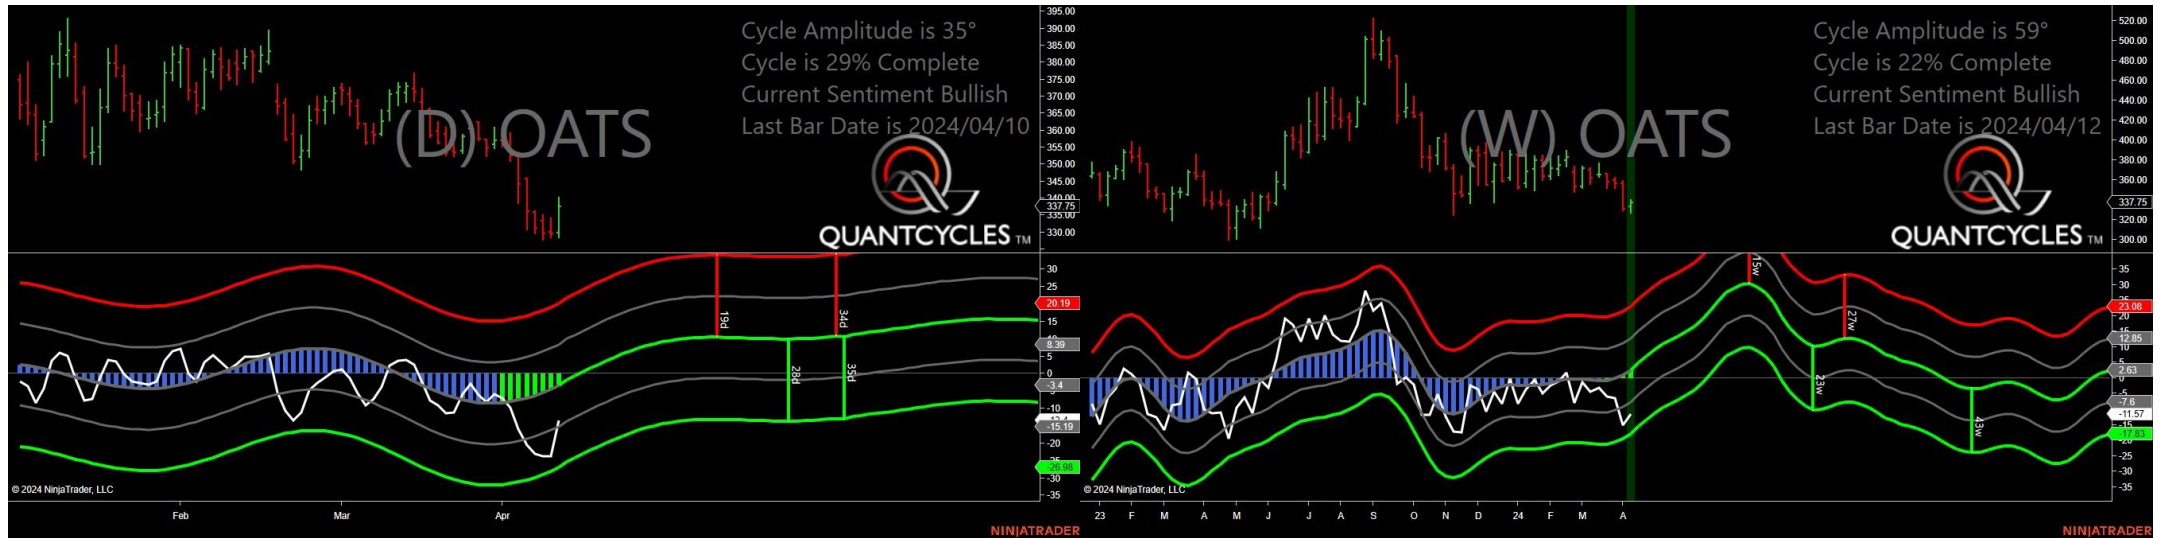 Cycle Amplitude is 35°
Cycle is 29% Complete
Current Sentiment Bullish
Last Bar Date is 2024/04/10
(D) OATS
QUANTCYCLES TM
395.00
390.00
385.00
380.00
375.00
370.00
365.00
360.00
355.00
350.00
345.00
340.00
337.75
335.00
330.00
30
25
20.19
15
8.39
5
0
-3.4
-10
-15.19
-20
-26.98
-30
-35
19d
34d
28d
35d
© 2024 NinjaTrader, LLC
Feb
Mar
Apr
NINJATRADER
Cycle Amplitude is 59°
Cycle is 22% Complete
Current Sentiment Bullish
Last Bar Date is 2024/04/12
(W) OATS
QUANTCYCLES TM
520.00
500.00
480.00
460.00
440.00
420.00
400.00
380.00
360.00
337.75
320.00
300.00
35
30
23.08
12.85
10
2.63
-7.6
-11.57
-17.83
-25
-30
-35
15w
27w
23w
43w
© 2024 NinjaTrader, LLC
23 F M A M J J A S O N D 24 F M A
NINJATRADER